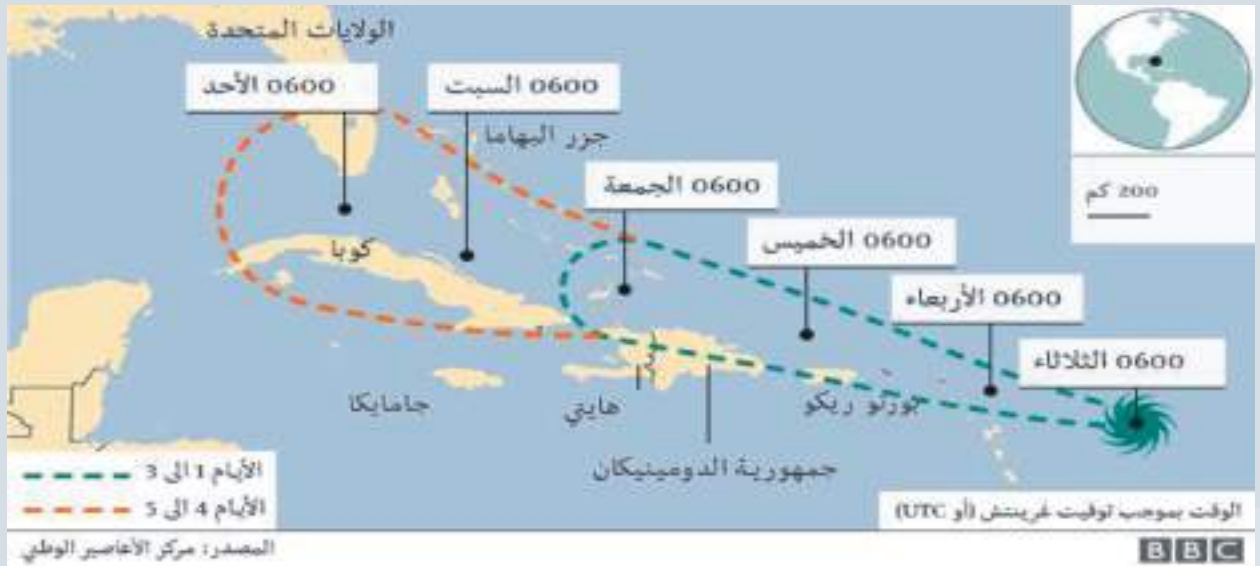 الولايات المتحدة
0600 الأحد
0600 السبت
جزر البهاما
0600 الجمعة
200 كم
0600 الخميس
0600 الأربعاء
0600 الثلاثاء
كوبا
جامايكا
هايتي
بورتو ريكو
جمهورية الدومينيكان
الأيام 1 الى 3
الأيام 4 الى 5
الوقت بموجب توقيت غرينتش (أو UTC)
المصدر: مركز الأعاصير الوطني
BBC